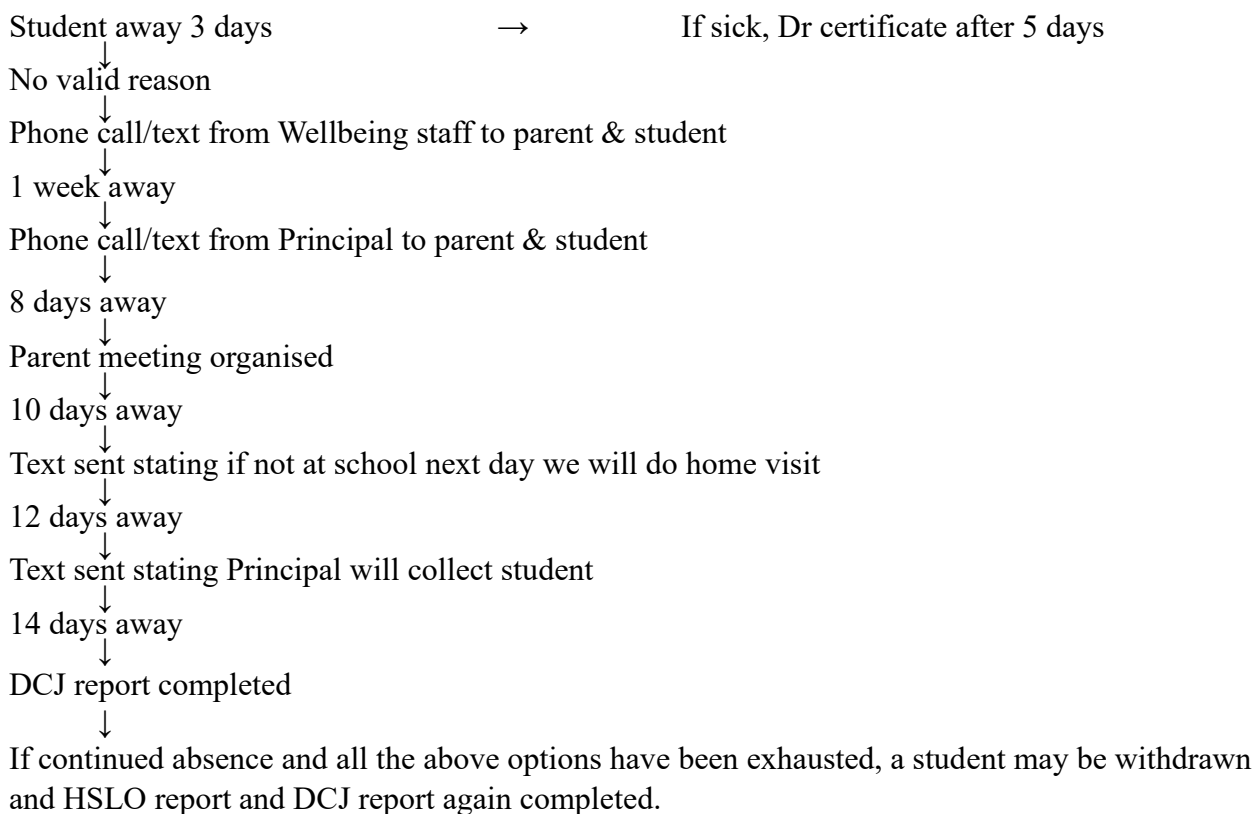 Student away 3 days → If sick, Dr certificate after 5 days
↓
No valid reason
↓
Phone call/text from Wellbeing staff to parent & student
↓
1 week away
↓
Phone call/text from Principal to parent & student
↓
8 days away
↓
Parent meeting organised
↓
10 days away
↓
Text sent stating if not at school next day we will do home visit
↓
12 days away
↓
Text sent stating Principal will collect student
↓
14 days away
↓
DCJ report completed
↓
If continued absence and all the above options have been exhausted, a student may be withdrawn
and HSLO report and DCJ report again completed.